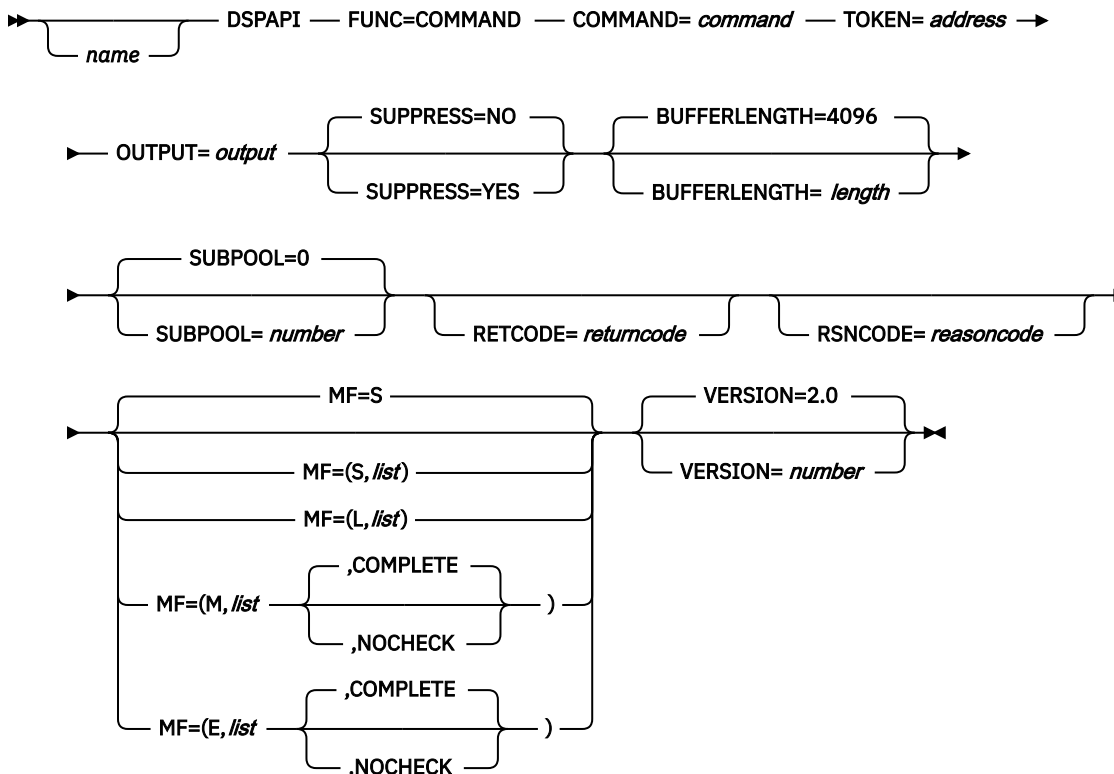 DSPAPI FUNC=COMMAND COMMAND= command TOKEN= address
name
SUPPRESS=NO BUFFERLENGTH=4096
OUTPUT= output
SUPPRESS=YES BUFFERLENGTH= length
SUBPOOL=0
SUBPOOL= number RETCODE= returncode RSNCODE= reasoncode
MF=S VERSION=2.0
MF=(S,list) VERSION= number
MF=(L,list)
,COMPLETE
MF=(M,list )
,NOCHECK
,COMPLETE
MF=(E,list )
,NOCHECK